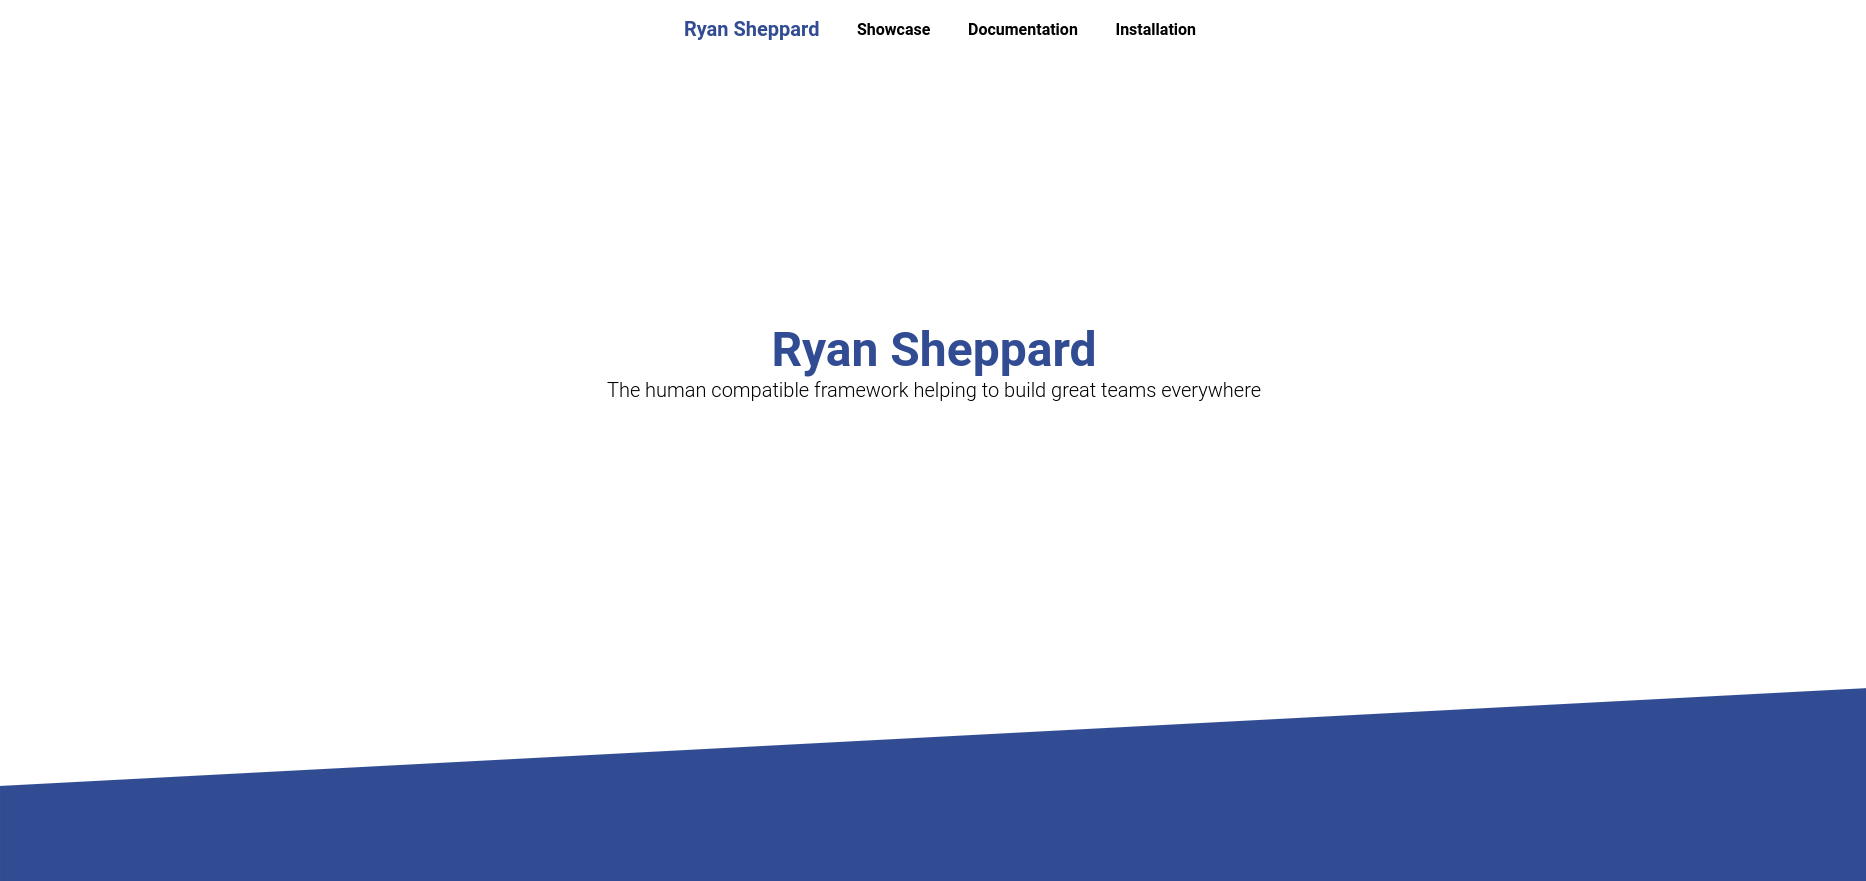 Ryan Sheppard Showcase Documentation Installation
Ryan Sheppard
The human compatible framework helping to build great teams everywhere